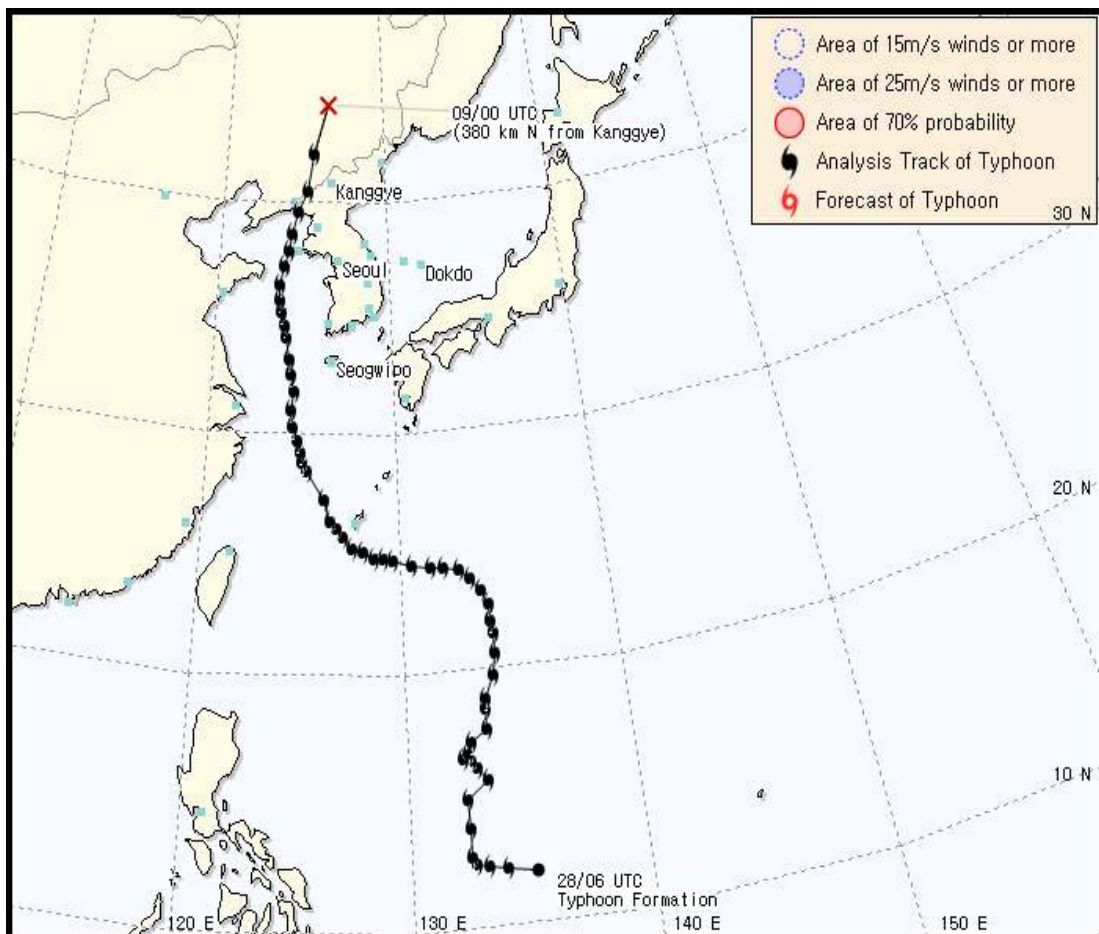 Area of 15m/s winds or more
Area of 25m/s winds or more
Area of 70% probability
Analysis Track of Typhoon
Forecast of Typhoon
09/00 UTC
(380 km N from Kanggye)
Kanggye
30 N
Seoul
Dokdo
Seogwipo
20 N
10 N
28/06 UTC
Typhoon Formation
120 E
130 E
140 E
150 E